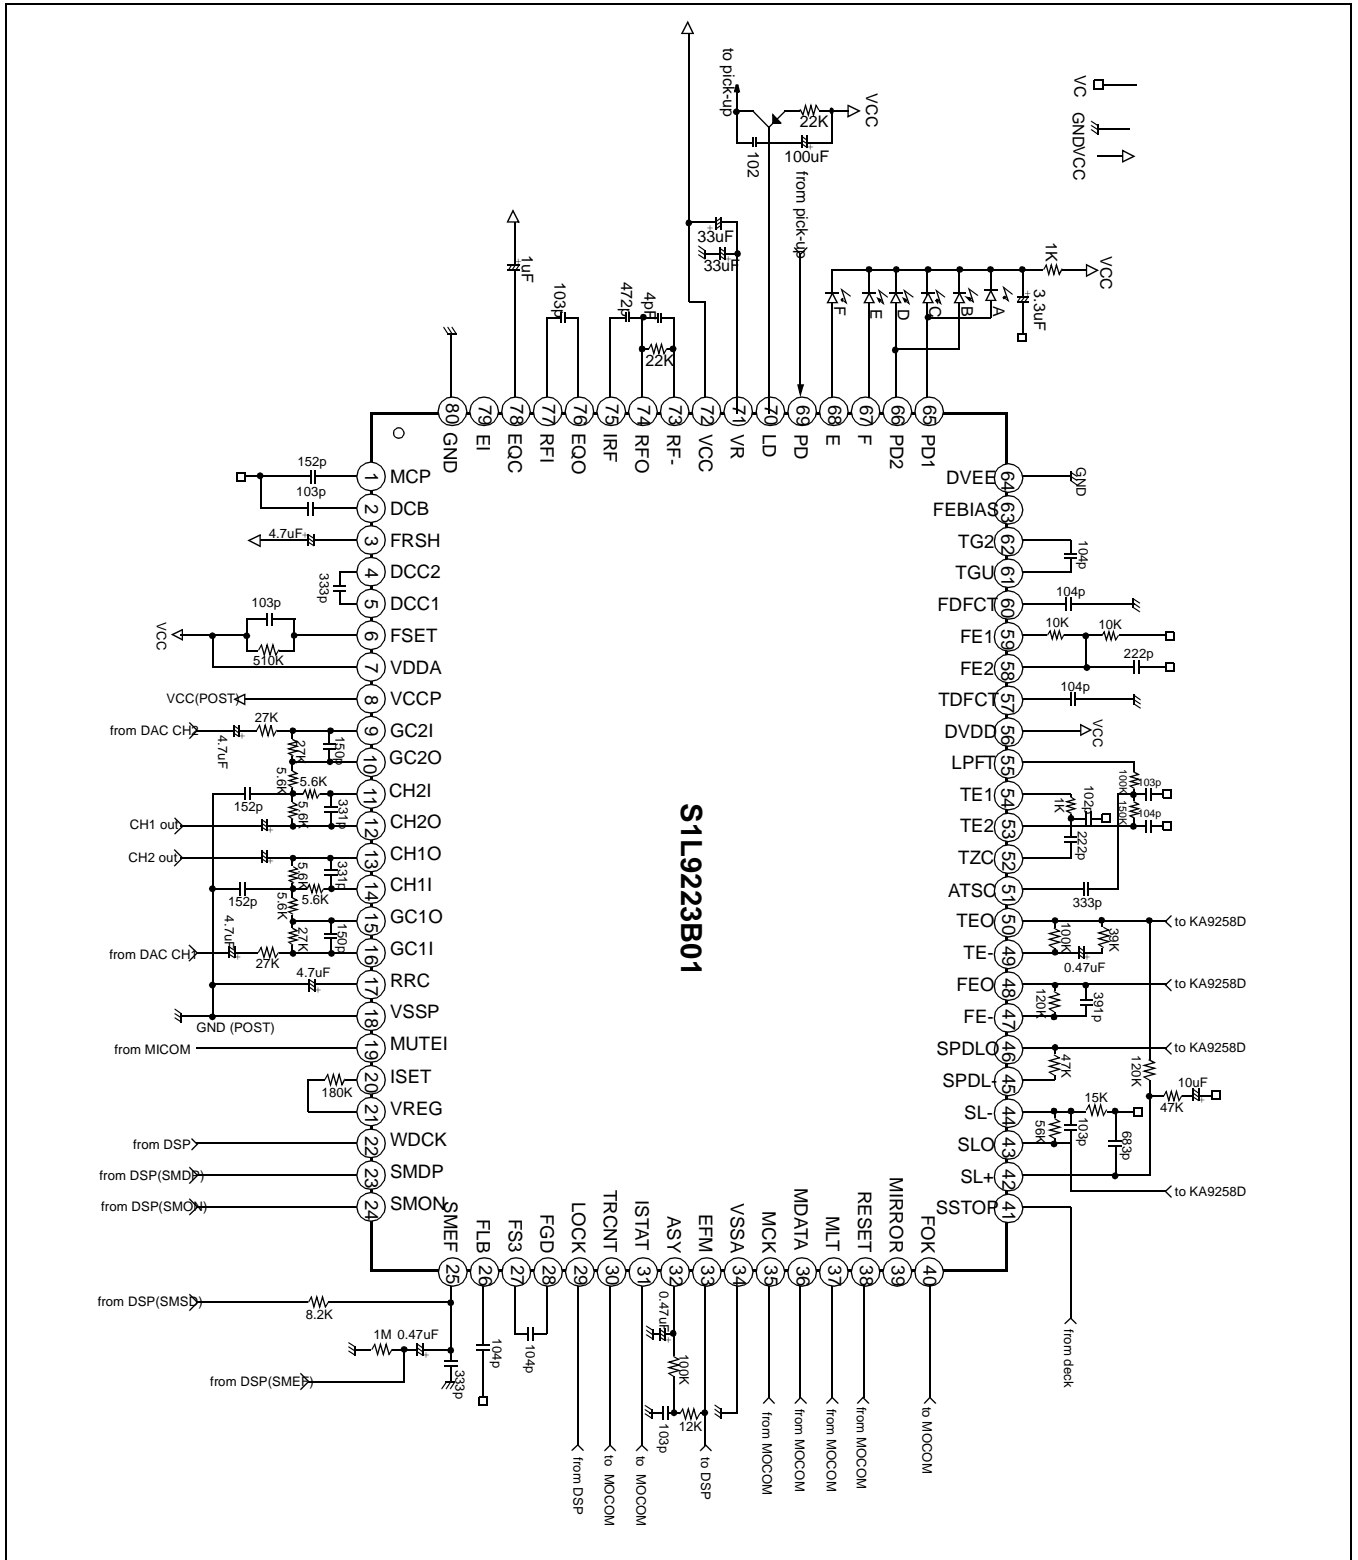 VC
GND
VCC
to pick-up
VCC
22K
102
100uF
from pick-up
33uF
33uF
1uF
103p
472p
4pF
22K
1K
VCC
3.3uF
F
E
D
C
B
A
80
79
78
77
76
75
74
73
72
71
70
69
68
67
66
65
GND
EI
EQC
RFI
EQO
IRF
RFO
RF-
VCC
VR
LD
PD
E
F
PD2
PD1
152p
1
MCP
103p
2
DCB
4.7uF
3
FRSH
4
DCC2
333p
5
DCC1
103p
6
FSET
VCC
510K
7
VDDA
VCC(POST)
8
VCCP
from DAC CH2
4.7uF
27K
9
GC2I
27K
150p
10
GC2O
5.6K
5.6K
11
CH2I
152p
5.6K
331p
CH1 out
12
CH2O
CH2 out
13
CH1O
5.6K
331p
14
CH1I
152p
5.6K
5.6K
15
GC1O
4.7uF
27K
150p
from DAC CH1
27K
16
GC1I
4.7uF
17
RRC
GND (POST)
18
VSSP
from MICOM
19
MUTEI
20
ISET
180K
21
VREG
from DSP
22
WDCK
from DSP(SMDP)
23
SMDP
from DSP(SMON)
24
SMON
S1L9223B01
DVEE
64
GND
FEBIAS
63
TG2
62
104p
TGU
61
FDFCT
60
104p
FE1
59
10K
10K
FE2
58
222p
TDFCT
57
104p
DVDD
56
VCC
LPFT
55
100K
103p
TE1
54
1K
102p
150K
104p
TE2
53
222p
TZC
52
ATSC
51
333p
TEO
50
to KA9258D
100K
39K
TE-
49
0.47uF
FEO
48
to KA9258D
120K
391p
FE-
47
SPDLO
46
to KA9258D
47K
120K
SPDL-
45
10uF
47K
SL-
44
15K
56K
103p
683p
SLO
43
SL+
42
to KA9258D
SSTOP
41
SMEF
FLB
FS3
FGD
LOCK
TRCNT
ISTAT
ASY
EFM
VSSA
MCK
MDATA
MLT
RESET
MIRROR
FOK
25
26
27
28
29
30
31
32
33
34
35
36
37
38
39
40
from DSP(SMSD)
8.2K
1M
0.47uF
from DSP(SMEF)
333p
104p
104p
0.47uF
100K
103p
12K
from DSP
to MOCOM
to MOCOM
to DSP
from MOCOM
from MOCOM
from MOCOM
from MOCOM
to MOCOM
from deck